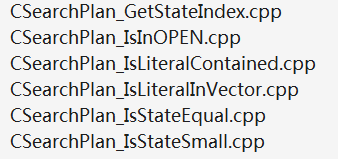 CSearchPlan_GetStateIndex.cpp
CSearchPlan_IsInOPEN.cpp
CSearchPlan_IsLiteralContained.cpp
CSearchPlan_IsLiteralInVector.cpp
CSearchPlan_IsStateEqual.cpp
CSearchPlan_IsStateSmall.cpp